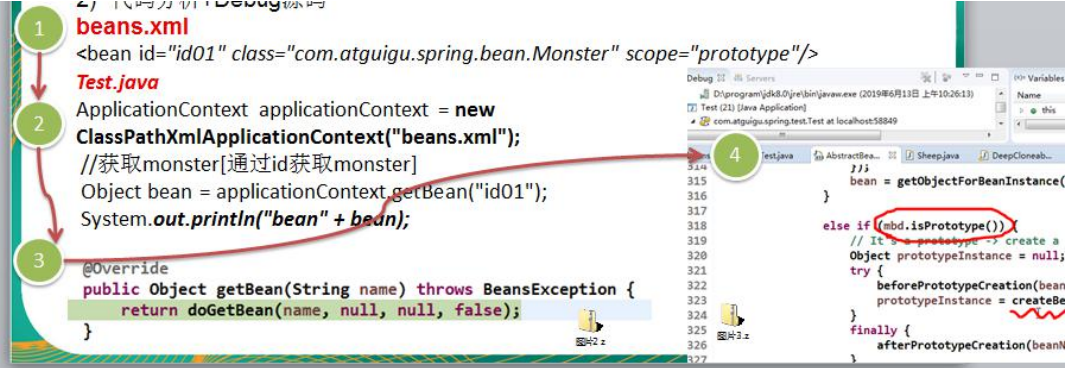 2) 代码分析+Debug源码
1
beans.xml
<bean id="id01" class="com.atguigu.spring.bean.Monster" scope="prototype"/>
Test.java
2
ApplicationContext applicationContext = new
ClassPathXmlApplicationContext("beans.xml");
//获取monster[通过id获取monster]
Object bean = applicationContext.getBean("id01");
System.out.println("bean" + bean);
3
@Override
public Object getBean(String name) throws BeansException {
return doGetBean(name, null, null, false);
}
图片2.z
Debug Servers
Variables
D:\program\jdk8.0\jre\bin\javaw.exe (2019年6月13日 上午10:26:13)
Name
Test (21) [Java Application]
this
com.atguigu.spring.test.Test at localhost:58849
4
Test.java AbstractBea... Sheep.java DeepCloneab...
314 });
315 bean = getObjectForBeanInstance(
316 }
317
318 else if (mbd.isPrototype()) {
319 // It's a prototype -> create a
320 Object prototypeInstance = null;
321 try {
322 beforePrototypeCreation(bean
323 prototypeInstance = createBe
324 }
325 finally {
326 afterPrototypeCreation(beanN
327 }
图片3.z